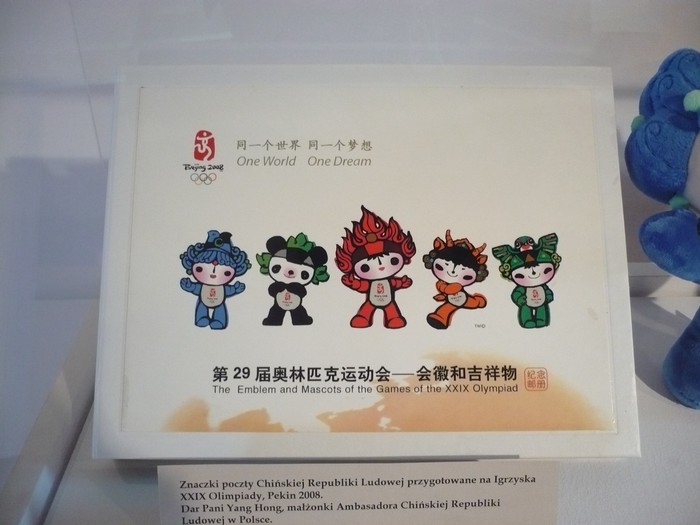 同一个世界 同一个梦想
One World One Dream
Beijing 2008
第29届奥林匹克运动会——会徽和吉祥物
The Emblem and Mascots of the Games of the XXIX Olympiad
纪念
邮册
Znaczki poczty Chińskiej Republiki Ludowej przygotowane na Igrzyska
XXIX Olimpiady, Pekin 2008.
Dar Pani Yang Hong, małżonki Ambasadora Chińskiej Republiki
Ludowej w Polsce.